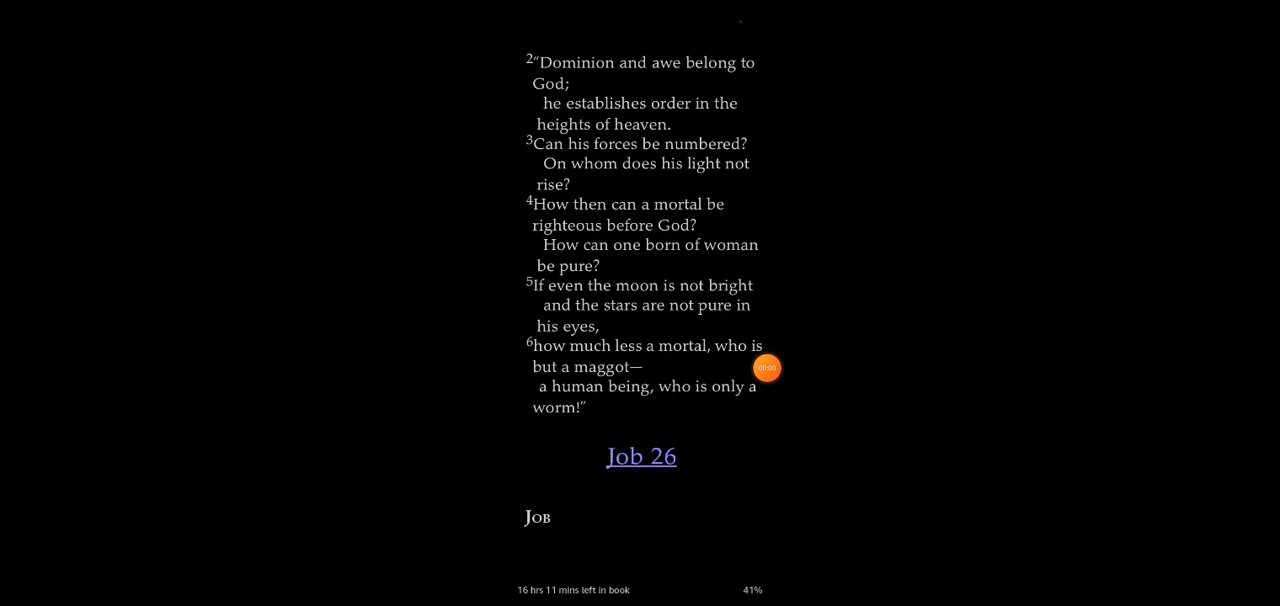 2“Dominion and awe belong to
God;
he establishes order in the
heights of heaven.
3Can his forces be numbered?
On whom does his light not
rise?
4How then can a mortal be
righteous before God?
How can one born of woman
be pure?
5If even the moon is not bright
and the stars are not pure in
his eyes,
6how much less a mortal, who is
but a maggot—
00:00
a human being, who is only a
worm!”
Job 26
JOB
16 hrs 11 mins left in book
41%